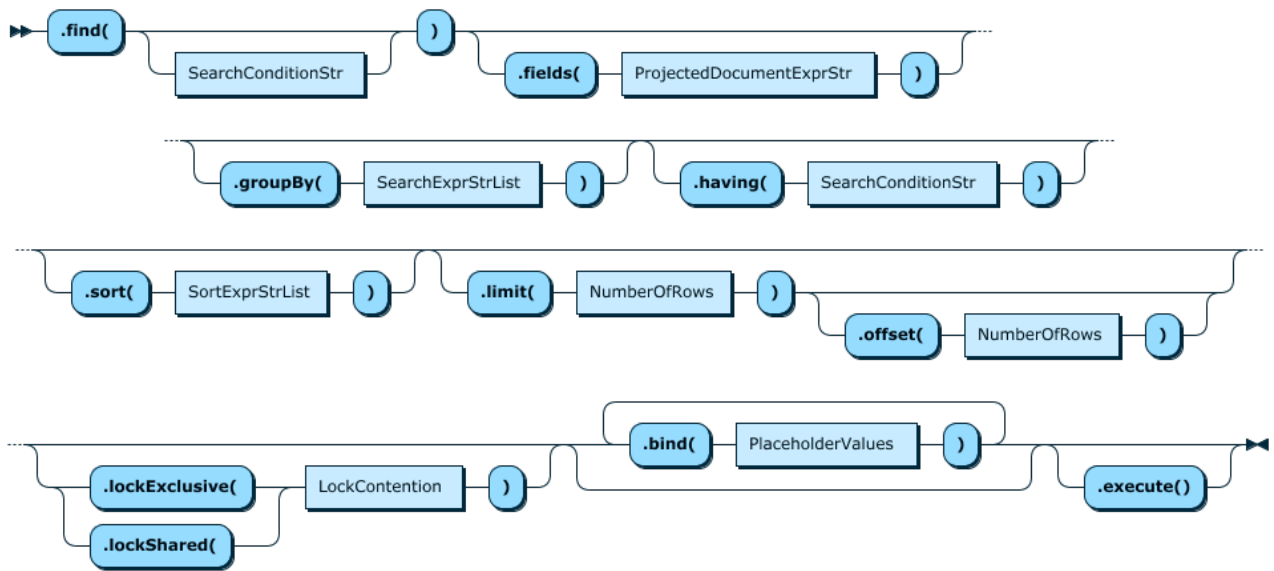 .find( )
SearchConditionStr .fields( ProjectedDocumentExprStr )
.groupBy( SearchExprStrList ) .having( SearchConditionStr )
.sort( SortExprStrList ) .limit( NumberOfRows )
.offset( NumberOfRows )
.bind( PlaceholderValues )
.lockExclusive( LockContention ) .execute()
.lockShared(